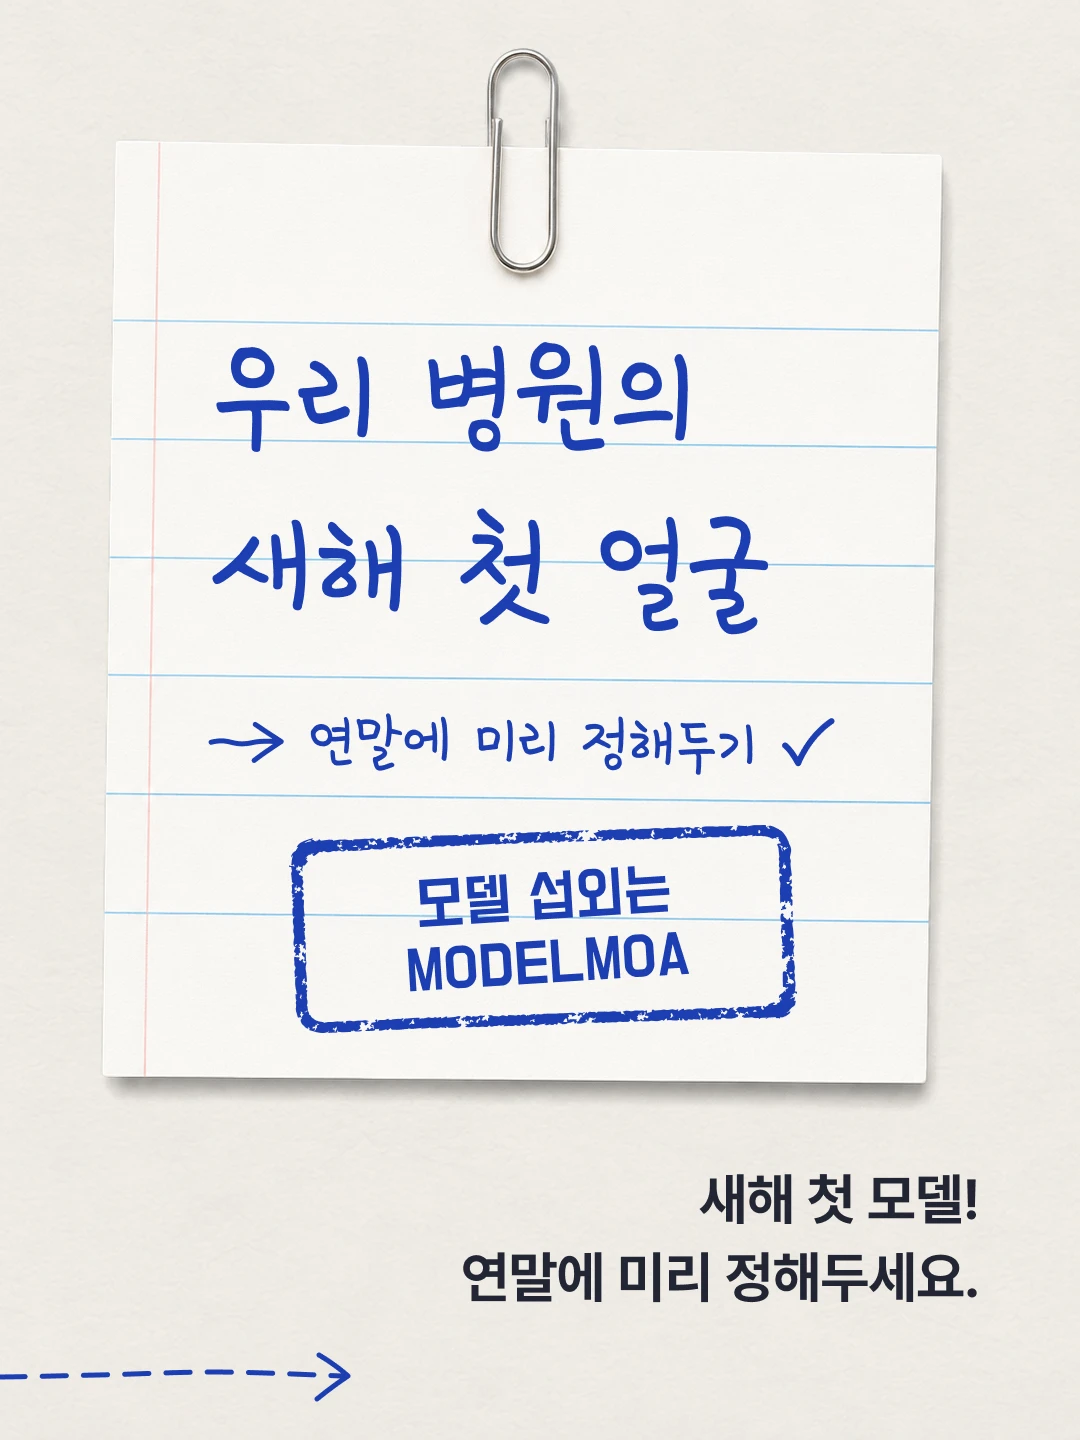 우리 병원의
새해 첫 얼굴
→ 연말에 미리 정해두기 ✓
모델 섭외는
MODELMOA
새해 첫 모델!
연말에 미리 정해두세요.